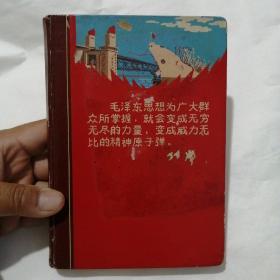 毛泽东思想为广大群
众所掌握，就会变成无穷
无尽的力量，变成威力无
比的精神原子弹。